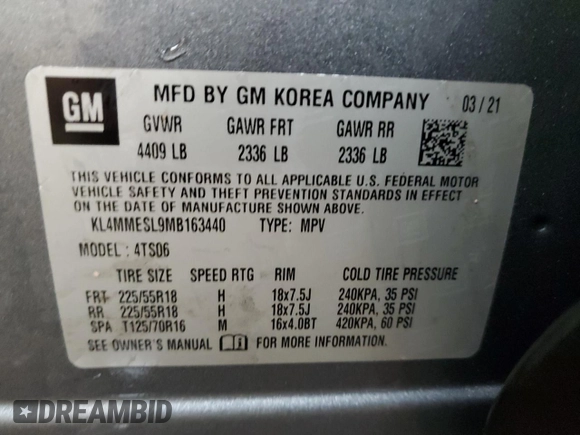 GM
MFD BY GM KOREA COMPANY 03/21
GVWR GAWR FRT GAWR RR
4409 LB 2336 LB 2336 LB
THIS VEHICLE CONFORMS TO ALL APPLICABLE U.S. FEDERAL MOTOR
VEHICLE SAFETY AND THEFT PREVENTION STANDARDS IN EFFECT
ON THE DATE OF MANUFACTURE SHOWN ABOVE.
KL4MMESL9MB163440 TYPE: MPV
MODEL: 4TS06
TIRE SIZE SPEED RTG RIM COLD TIRE PRESSURE
FRT 225/55R18 H 18x7.5J 240KPA, 35 PSI
RR 225/55R18 H 18x7.5J 240KPA, 35 PSI
SPA T125/70R16 M 16x4.0BT 420KPA, 60 PSI
SEE OWNER'S MANUAL FOR MORE INFORMATION.
DREAMBID